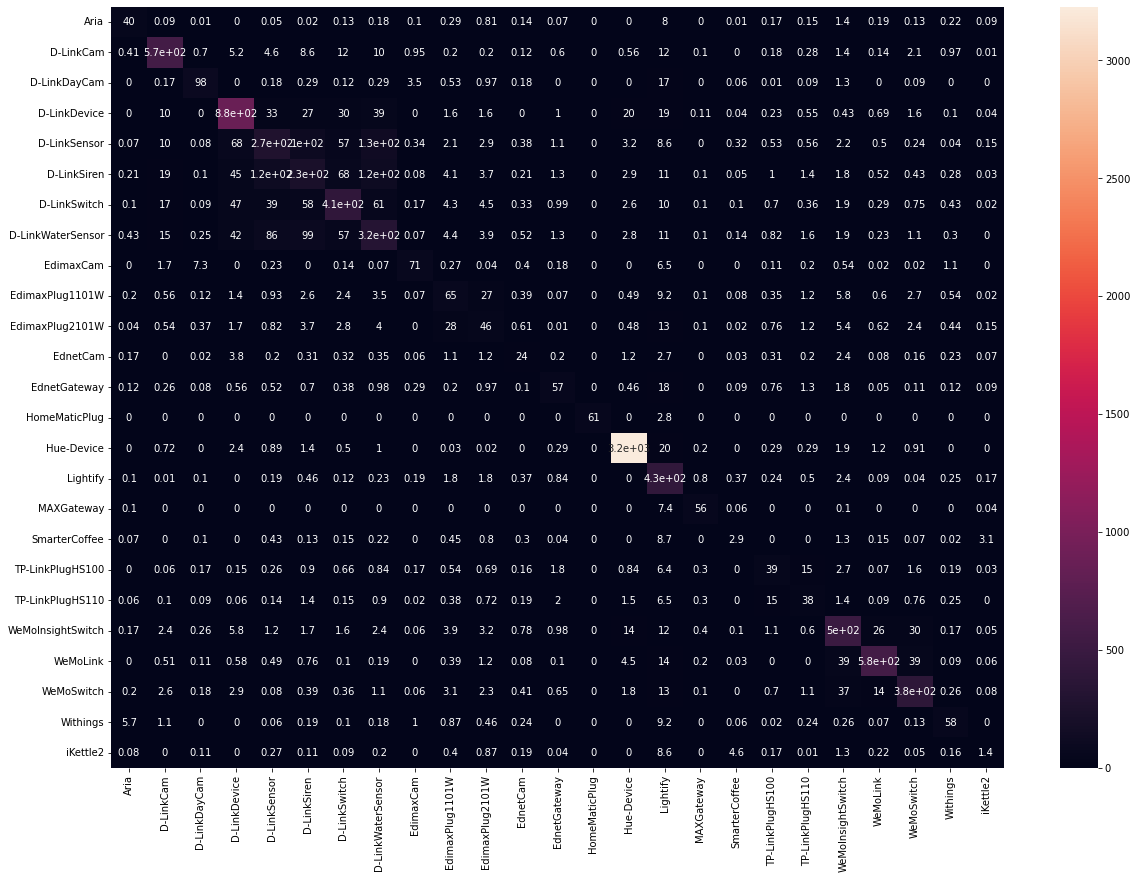 Aria 40 0.09 0.01 0 0.05 0.02 0.13 0.18 0.1 0.29 0.81 0.14 0.07 0 0 8 0 0.01 0.17 0.15 1.4 0.19 0.13 0.22 0.09
D-LinkCam 0.41 5.7e+02 0.7 5.2 4.6 8.6 12 10 0.95 0.2 0.2 0.12 0.6 0 0.56 12 0.1 0 0.18 0.28 1.4 0.14 2.1 0.97 0.01
D-LinkDayCam 0 0.17 98 0 0.18 0.29 0.12 0.29 3.5 0.53 0.97 0.18 0 0 0 17 0 0.06 0.01 0.09 1.3 0 0.09 0 0
D-LinkDevice 0 10 0 8.8e+02 33 27 30 39 0 1.6 1.6 0 1 0 20 19 0.11 0.04 0.23 0.55 0.43 0.69 1.6 0.1 0.04
D-LinkSensor 0.07 10 0.08 68 2.7e+02 1e+02 57 1.3e+02 0.34 2.1 2.9 0.38 1.1 0 3.2 8.6 0 0.32 0.53 0.56 2.2 0.5 0.24 0.04 0.15
D-LinkSiren 0.21 19 0.1 45 1.2e+02 2.3e+02 68 1.2e+02 0.08 4.1 3.7 0.21 1.3 0 2.9 11 0.1 0.05 1 1.4 1.8 0.52 0.43 0.28 0.03
D-LinkSwitch 0.1 17 0.09 47 39 58 4.1e+02 61 0.17 4.3 4.5 0.33 0.99 0 2.6 10 0.1 0.1 0.7 0.36 1.9 0.29 0.75 0.43 0.02
D-LinkWaterSensor 0.43 15 0.25 42 86 99 57 3.2e+02 0.07 4.4 3.9 0.52 1.3 0 2.8 11 0.1 0.14 0.82 1.6 1.9 0.23 1.1 0.3 0
EdimaxCam 0 1.7 7.3 0 0.23 0 0.14 0.07 71 0.27 0.04 0.4 0.18 0 0 6.5 0 0 0.11 0.2 0.54 0.02 0.02 1.1 0
EdimaxPlug1101W 0.2 0.56 0.12 1.4 0.93 2.6 2.4 3.5 0.07 65 27 0.39 0.07 0 0.49 9.2 0.1 0.08 0.35 1.2 5.8 0.6 2.7 0.54 0.02
EdimaxPlug2101W 0.04 0.54 0.37 1.7 0.82 3.7 2.8 4 0 28 46 0.61 0.01 0 0.48 13 0.1 0.02 0.76 1.2 5.4 0.62 2.4 0.44 0.15
EdnetCam 0.17 0 0.02 3.8 0.2 0.31 0.32 0.35 0.06 1.1 1.2 24 0.2 0 1.2 2.7 0 0.03 0.31 0.2 2.4 0.08 0.16 0.23 0.07
EdnetGateway 0.12 0.26 0.08 0.56 0.52 0.7 0.38 0.98 0.29 0.2 0.97 0.1 57 0 0.46 18 0 0.09 0.76 1.3 1.8 0.05 0.11 0.12 0.09
HomeMaticPlug 0 0 0 0 0 0 0 0 0 0 0 0 0 61 0 2.8 0 0 0 0 0 0 0 0 0
Hue-Device 0 0.72 0 2.4 0.89 1.4 0.5 1 0 0.03 0.02 0 0.29 0 3.2e+03 20 0.2 0 0.29 0.29 1.9 1.2 0.91 0 0
Lightify 0.1 0.01 0.1 0 0.19 0.46 0.12 0.23 0.19 1.8 1.8 0.37 0.84 0 0 4.3e+02 0.8 0.37 0.24 0.5 2.4 0.09 0.04 0.25 0.17
MAXGateway 0.1 0 0 0 0 0 0 0 0 0 0 0 0 0 0 7.4 56 0.06 0 0 0.1 0 0 0 0.04
SmarterCoffee 0.07 0 0.1 0 0.43 0.13 0.15 0.22 0 0.45 0.8 0.3 0.04 0 0 8.7 0 2.9 0 0 1.3 0.15 0.07 0.02 3.1
TP-LinkPlugHS100 0 0.06 0.17 0.15 0.26 0.9 0.66 0.84 0.17 0.54 0.69 0.16 1.8 0 0.84 6.4 0.3 0 39 15 2.7 0.07 1.6 0.19 0.03
TP-LinkPlugHS110 0.06 0.1 0.09 0.06 0.14 1.4 0.15 0.9 0.02 0.38 0.72 0.19 2 0 1.5 6.5 0.3 0 15 38 1.4 0.09 0.76 0.25 0
WeMoInsightSwitch 0.17 2.4 0.26 5.8 1.2 1.7 1.6 2.4 0.06 3.9 3.2 0.78 0.98 0 14 12 0.4 0.1 1.1 0.6 5e+02 26 30 0.17 0.05
WeMoLink 0 0.51 0.11 0.58 0.49 0.76 0.1 0.19 0 0.39 1.2 0.08 0.1 0 4.5 14 0.2 0.03 0 0 39 5.8e+02 39 0.09 0.06
WeMoSwitch 0.2 2.6 0.18 2.9 0.08 0.39 0.36 1.1 0.06 3.1 2.3 0.41 0.65 0 1.8 13 0.1 0 0.7 1.1 37 14 3.8e+02 0.26 0.08
Withings 5.7 1.1 0 0 0.06 0.19 0.1 0.18 1 0.87 0.46 0.24 0 0 0 9.2 0 0.06 0.02 0.24 0.26 0.07 0.13 58 0
iKettle2 0.08 0 0.11 0 0.27 0.11 0.09 0.2 0 0.4 0.87 0.19 0.04 0 0 8.6 0 4.6 0.17 0.01 1.3 0.22 0.05 0.16 1.4
Aria
D-LinkCam
D-LinkDayCam
D-LinkDevice
D-LinkSensor
D-LinkSiren
D-LinkSwitch
D-LinkWaterSensor
EdimaxCam
EdimaxPlug1101W
EdimaxPlug2101W
EdnetCam
EdnetGateway
HomeMaticPlug
Hue-Device
Lightify
MAXGateway
SmarterCoffee
TP-LinkPlugHS100
TP-LinkPlugHS110
WeMoInsightSwitch
WeMoLink
WeMoSwitch
Withings
iKettle2
3000
2500
2000
1500
1000
500
0